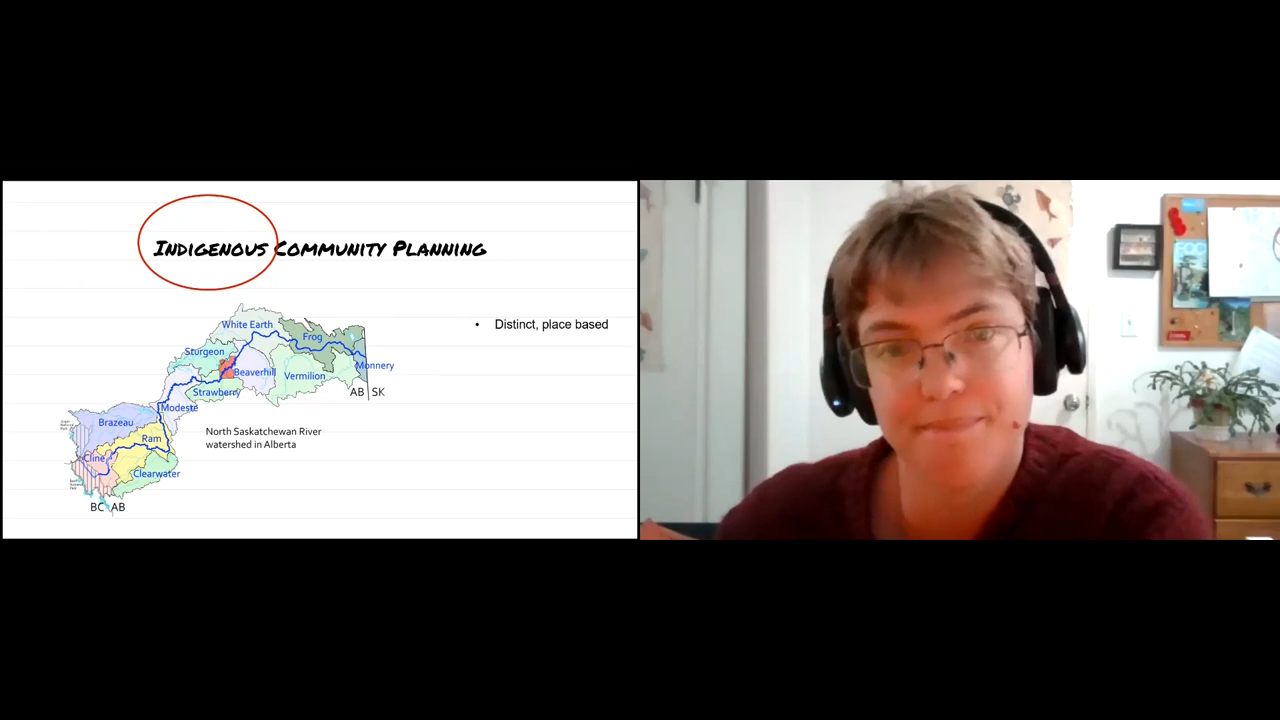 INDIGENOUS COMMUNITY PLANNING
• Distinct, place based
White Earth
Frog
Sturgeon
Monnery
Beaverhill
Vermilion
Strawberry
AB | SK
Modeste
Brazeau
North Saskatchewan River
watershed in Alberta
Ram
Cline
Clearwater
BC AB